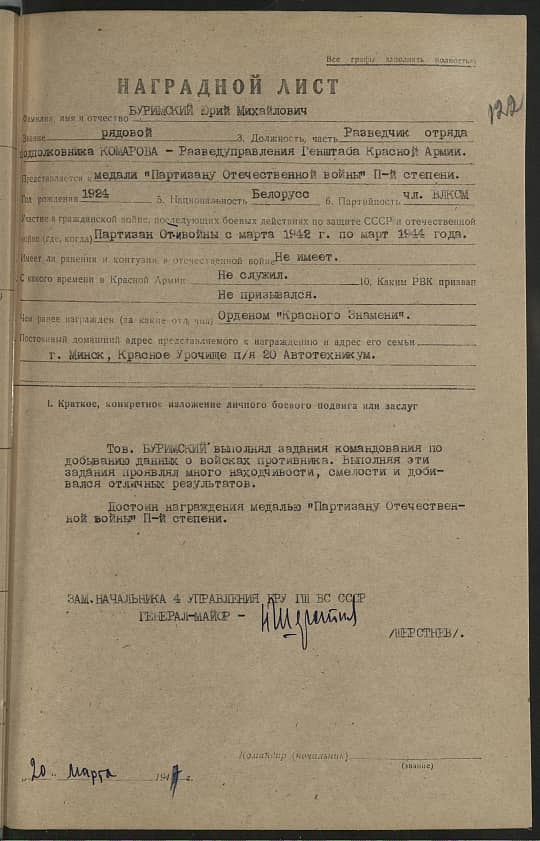 Все графы заполнять полностью
122
НАГРАДНОЙ ЛИСТ
Фамилия, имя и отчество БУРИМСКИЙ Юрий Михайлович
Звание рядовой 3. Должность, часть Разведчик отряда
подполковника КОМАРОВА - Разведуправления Генштаба Красной Армии.
Представляется к медали "Партизану Отечественной войны" П-й степени.
Год рождения 1924 5. Национальность Белорусс 6. Партийность чл. ВЛКСМ
Участие в гражданской войне, последующих боевых действиях по защите СССР и отечественной
войне (где, когда) Партизан От.войны с марта 1942 г. по март 1944 года.
Имеет ли ранения и контузии в отечественной войне Не имеет.
С какого времени в Красной Армии Не служил. 10. Каким РВК призван
Не призывался.
Чем ранее награжден (за какие отличия) Орденом "Красного Знамени".
Постоянный домашний адрес представляемого к награждению и адрес его семьи
г. Минск, Красное Урочище п/я 20 Автотехникум.
I. Краткое, конкретное изложение личного боевого подвига или заслуг
Тов. БУРИМСКИЙ выполнял задания командования по
добыванию данных о войсках противника. Выполняя эти
задания проявлял много находчивости, смелости и доби-
вался отличных результатов.
Достоин награждения медалью "Партизану Отечествен-
ной войны" П-й степени.
ЗАМ.НАЧАЛЬНИКА 4 УПРАВЛЕНИЯ ГРУ ГШ ВС СССР
ГЕНЕРАЛ-МАЙОР -
/ШЕРСТНЕВ/.
Командир (начальник)
(звание)
"20" марта 1947 г.